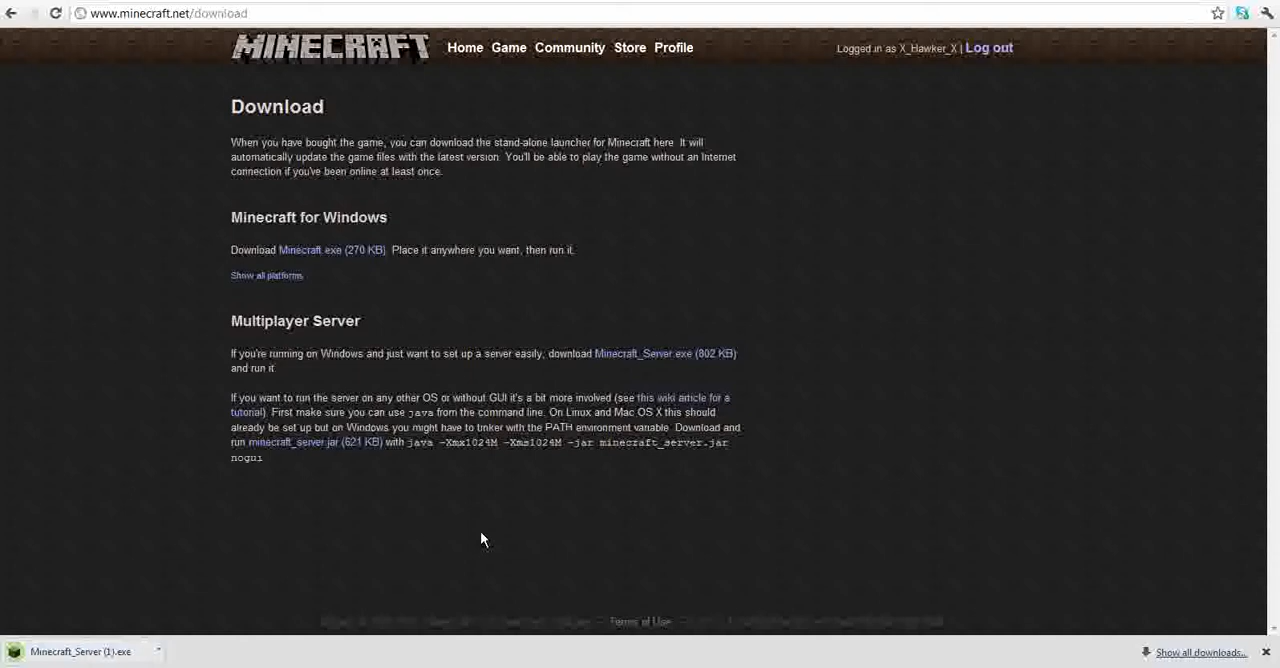 www.minecraft.net/download
MINECRAFT Home Game Community Store Profile Logged in as X_Hawker_X | Log out
Download
When you have bought the game, you can download the stand-alone launcher for Minecraft here. It will
automatically update the game files with the latest version. You'll be able to play the game without an Internet
connection if you've been online at least once.
Minecraft for Windows
Download Minecraft.exe (270 KB). Place it anywhere you want, then run it.
Show all platforms
Multiplayer Server
If you're running on Windows and just want to set up a server easily, download Minecraft_Server.exe (802 KB)
and run it.
If you want to run the server on any other OS or without GUI it's a bit more involved (see this wiki article for a
tutorial). First make sure you can use java from the command line. On Linux and Mac OS X this should
already be set up but on Windows you might have to tinker with the PATH environment variable. Download and
run minecraft_server.jar (621 KB) with java -Xmx1024M -Xms1024M -jar minecraft_server.jar
nogui
Terms of Use
Minecraft_Server (1).exe Show all downloads...